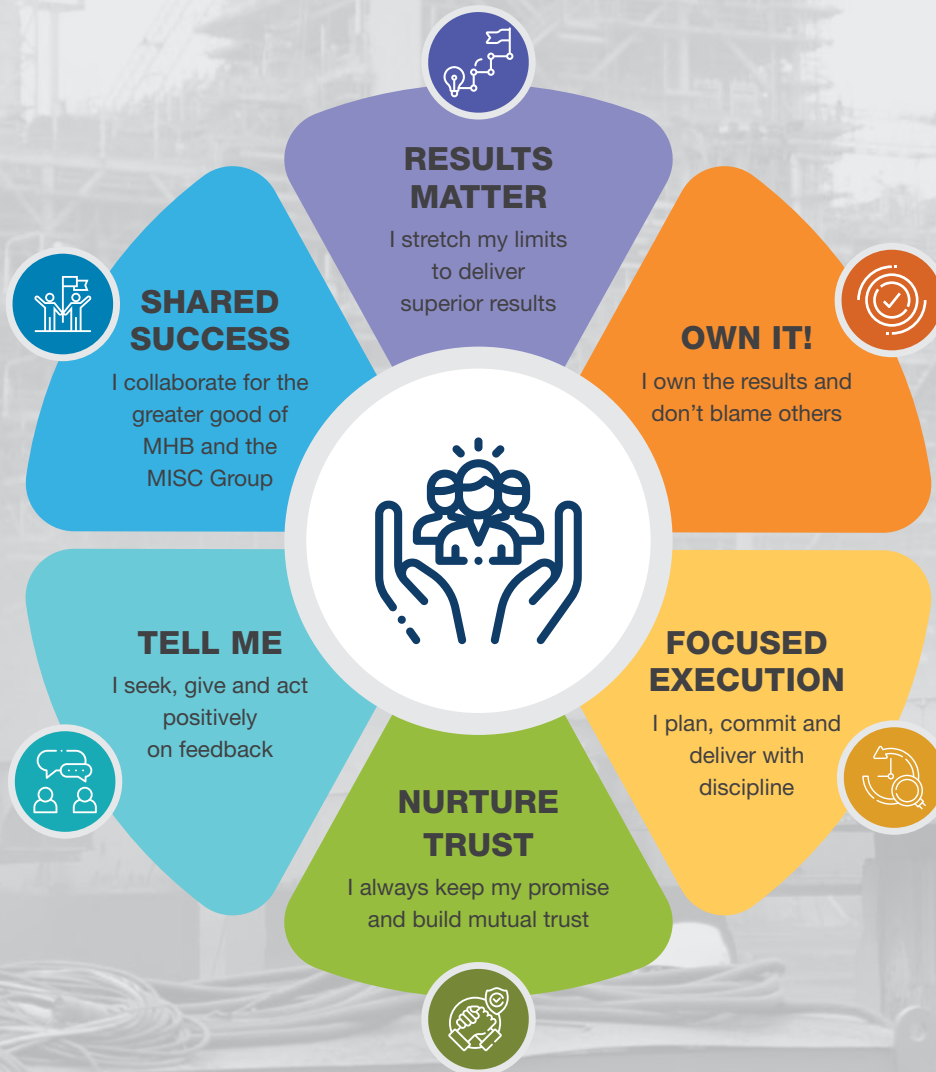 RESULTS
MATTER
I stretch my limits
to deliver
superior results
OWN IT!
I own the results and
don’t blame others
FOCUSED
EXECUTION
I plan, commit and
deliver with
discipline
NURTURE
TRUST
I always keep my promise
and build mutual trust
TELL ME
I seek, give and act
positively
on feedback
SHARED
SUCCESS
I collaborate for the
greater good of
MHB and the
MISC Group